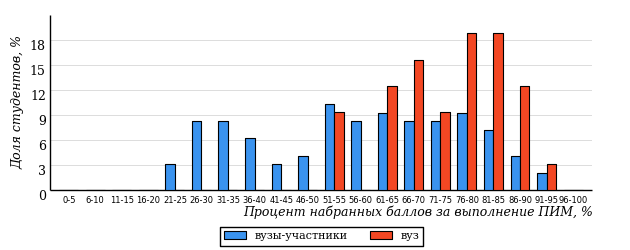 Доля студентов, %
18
15
12
9
6
3
0
0-5 6-10 11-15 16-20 21-25 26-30 31-35 36-40 41-45 46-50 51-55 56-60 61-65 66-70 71-75 76-80 81-85 86-90 91-95 96-100
Процент набранных баллов за выполнение ПИМ, %
вузы-участники вуз